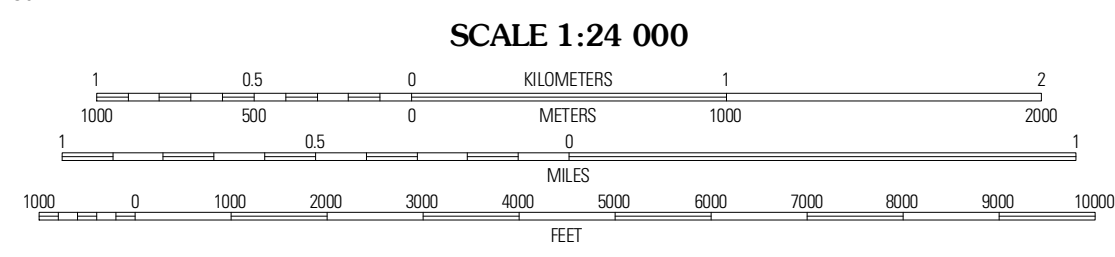 SCALE 1:24 000
1 0.5 0 KILOMETERS 1 2
1000 500 0 METERS 1000 2000
1 0.5 0 1
MILES
1000 0 1000 2000 3000 4000 5000 6000 7000 8000 9000 10000
FEET